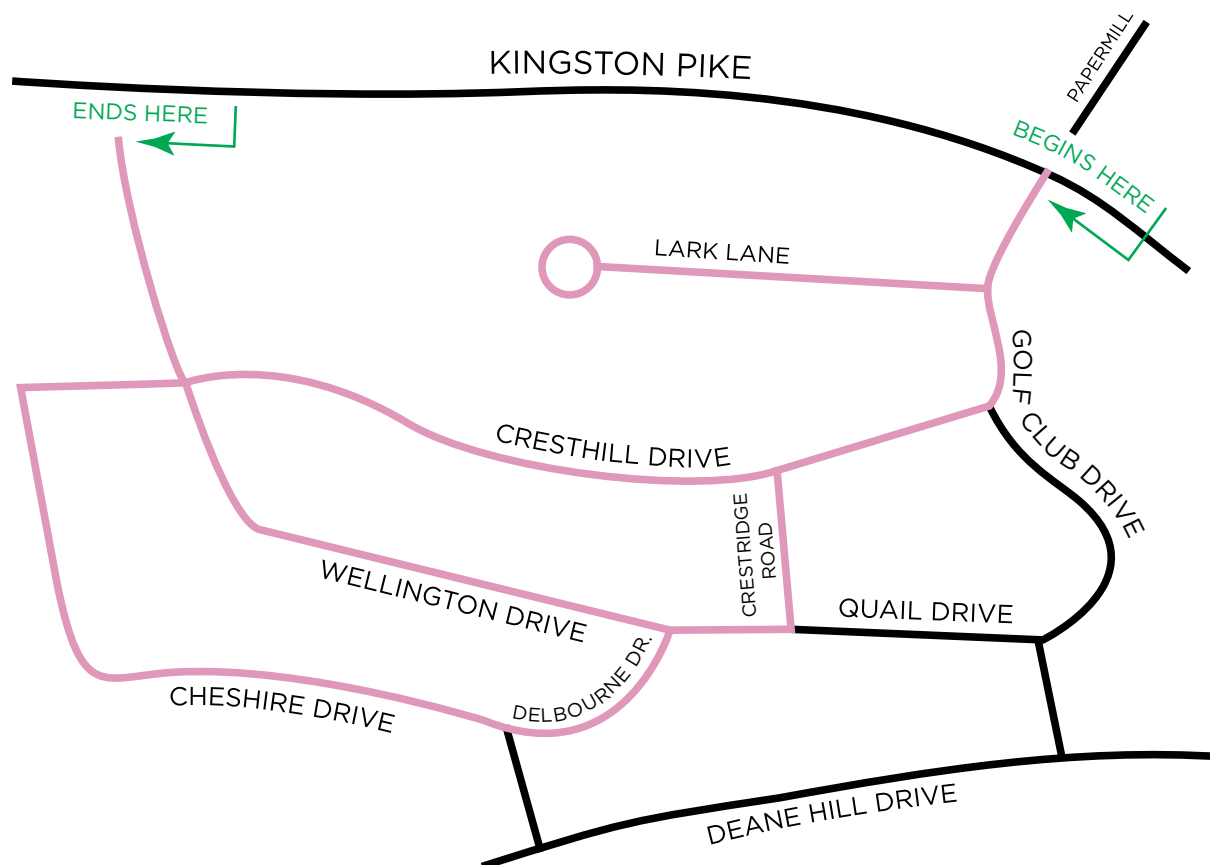 KINGSTON PIKE
PAPERMILL
ENDS HERE
BEGINS HERE
LARK LANE
GOLF CLUB DRIVE
CRESTHILL DRIVE
CRESTRIDGE
ROAD
WELLINGTON DRIVE
QUAIL DRIVE
DELBOURNE DR.
CHESHIRE DRIVE
DEANE HILL DRIVE